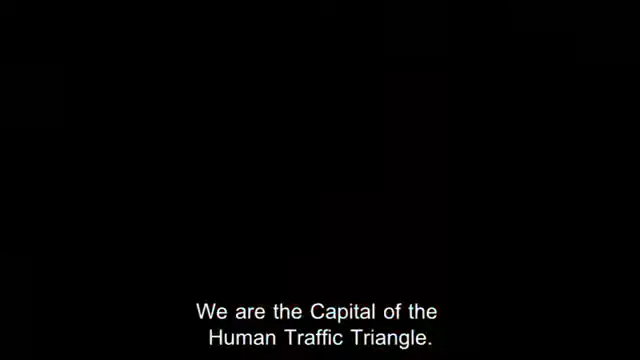 We are the Capital of the
Human Traffic Triangle.